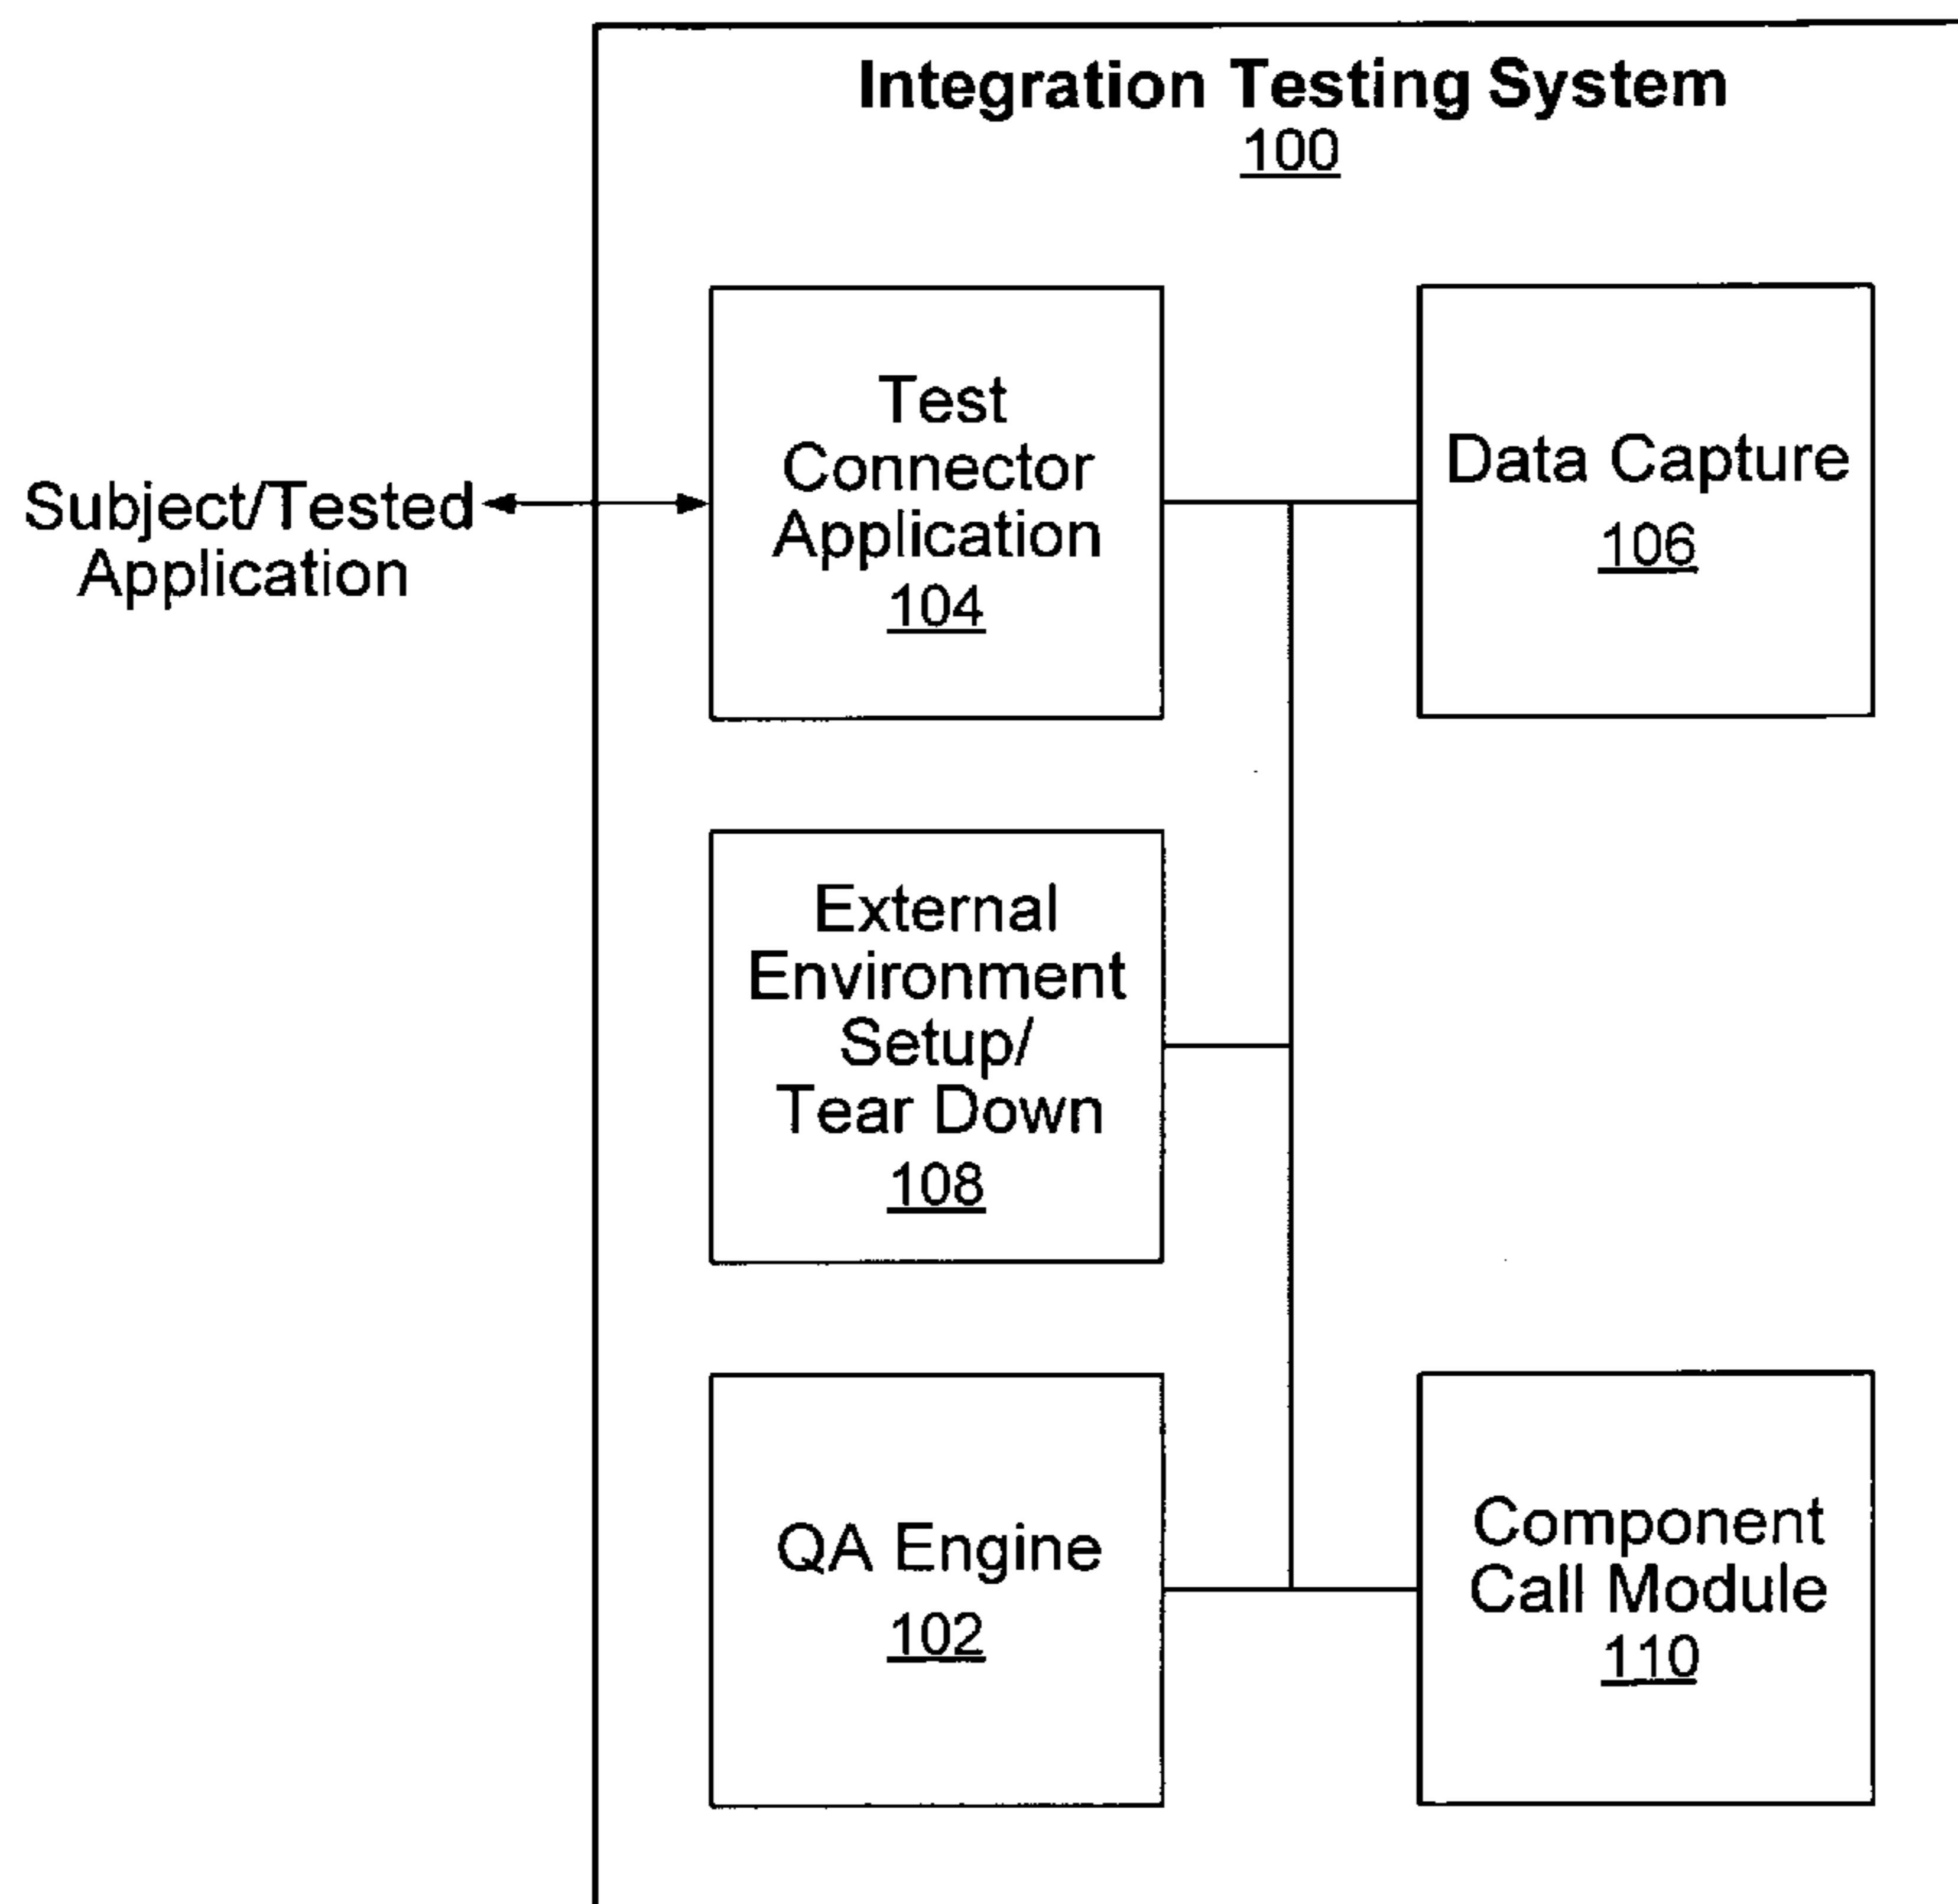 Integration Testing System
100
Test
Connector
Application
104
Data Capture
106
Subject/Tested
Application
External
Environment
Setup/
Tear Down
108
QA Engine
102
Component
Call Module
110